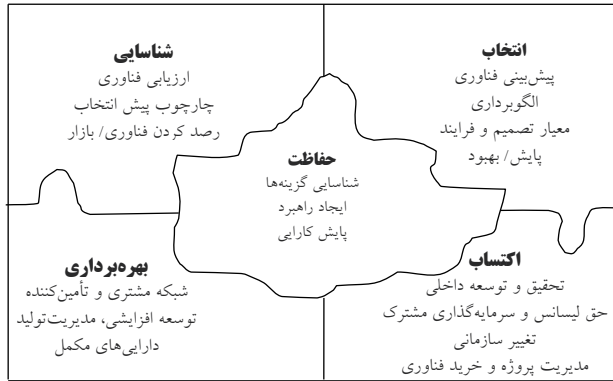 انتخاب
پیش‌بینی فناوری
الگوبرداری
معیار تصمیم و فرایند
پایش/ بهبود
شناسایی
ارزیابی فناوری
چارچوب پیش انتخاب
رصد کردن فناوری/ بازار
حفاظت
شناسایی گزینه‌ها
ایجاد راهبرد
پایش کارایی
اکتساب
تحقیق و توسعه داخلی
حق لیسانس و سرمایه‌گذاری مشترک
تغییر سازمانی
مدیریت پروژه و خرید فناوری
بهره‌برداری
شبکه مشتری و تأمین‌کننده
توسعه افزایشی، مدیریت‌تولید
دارایی‌های مکمل